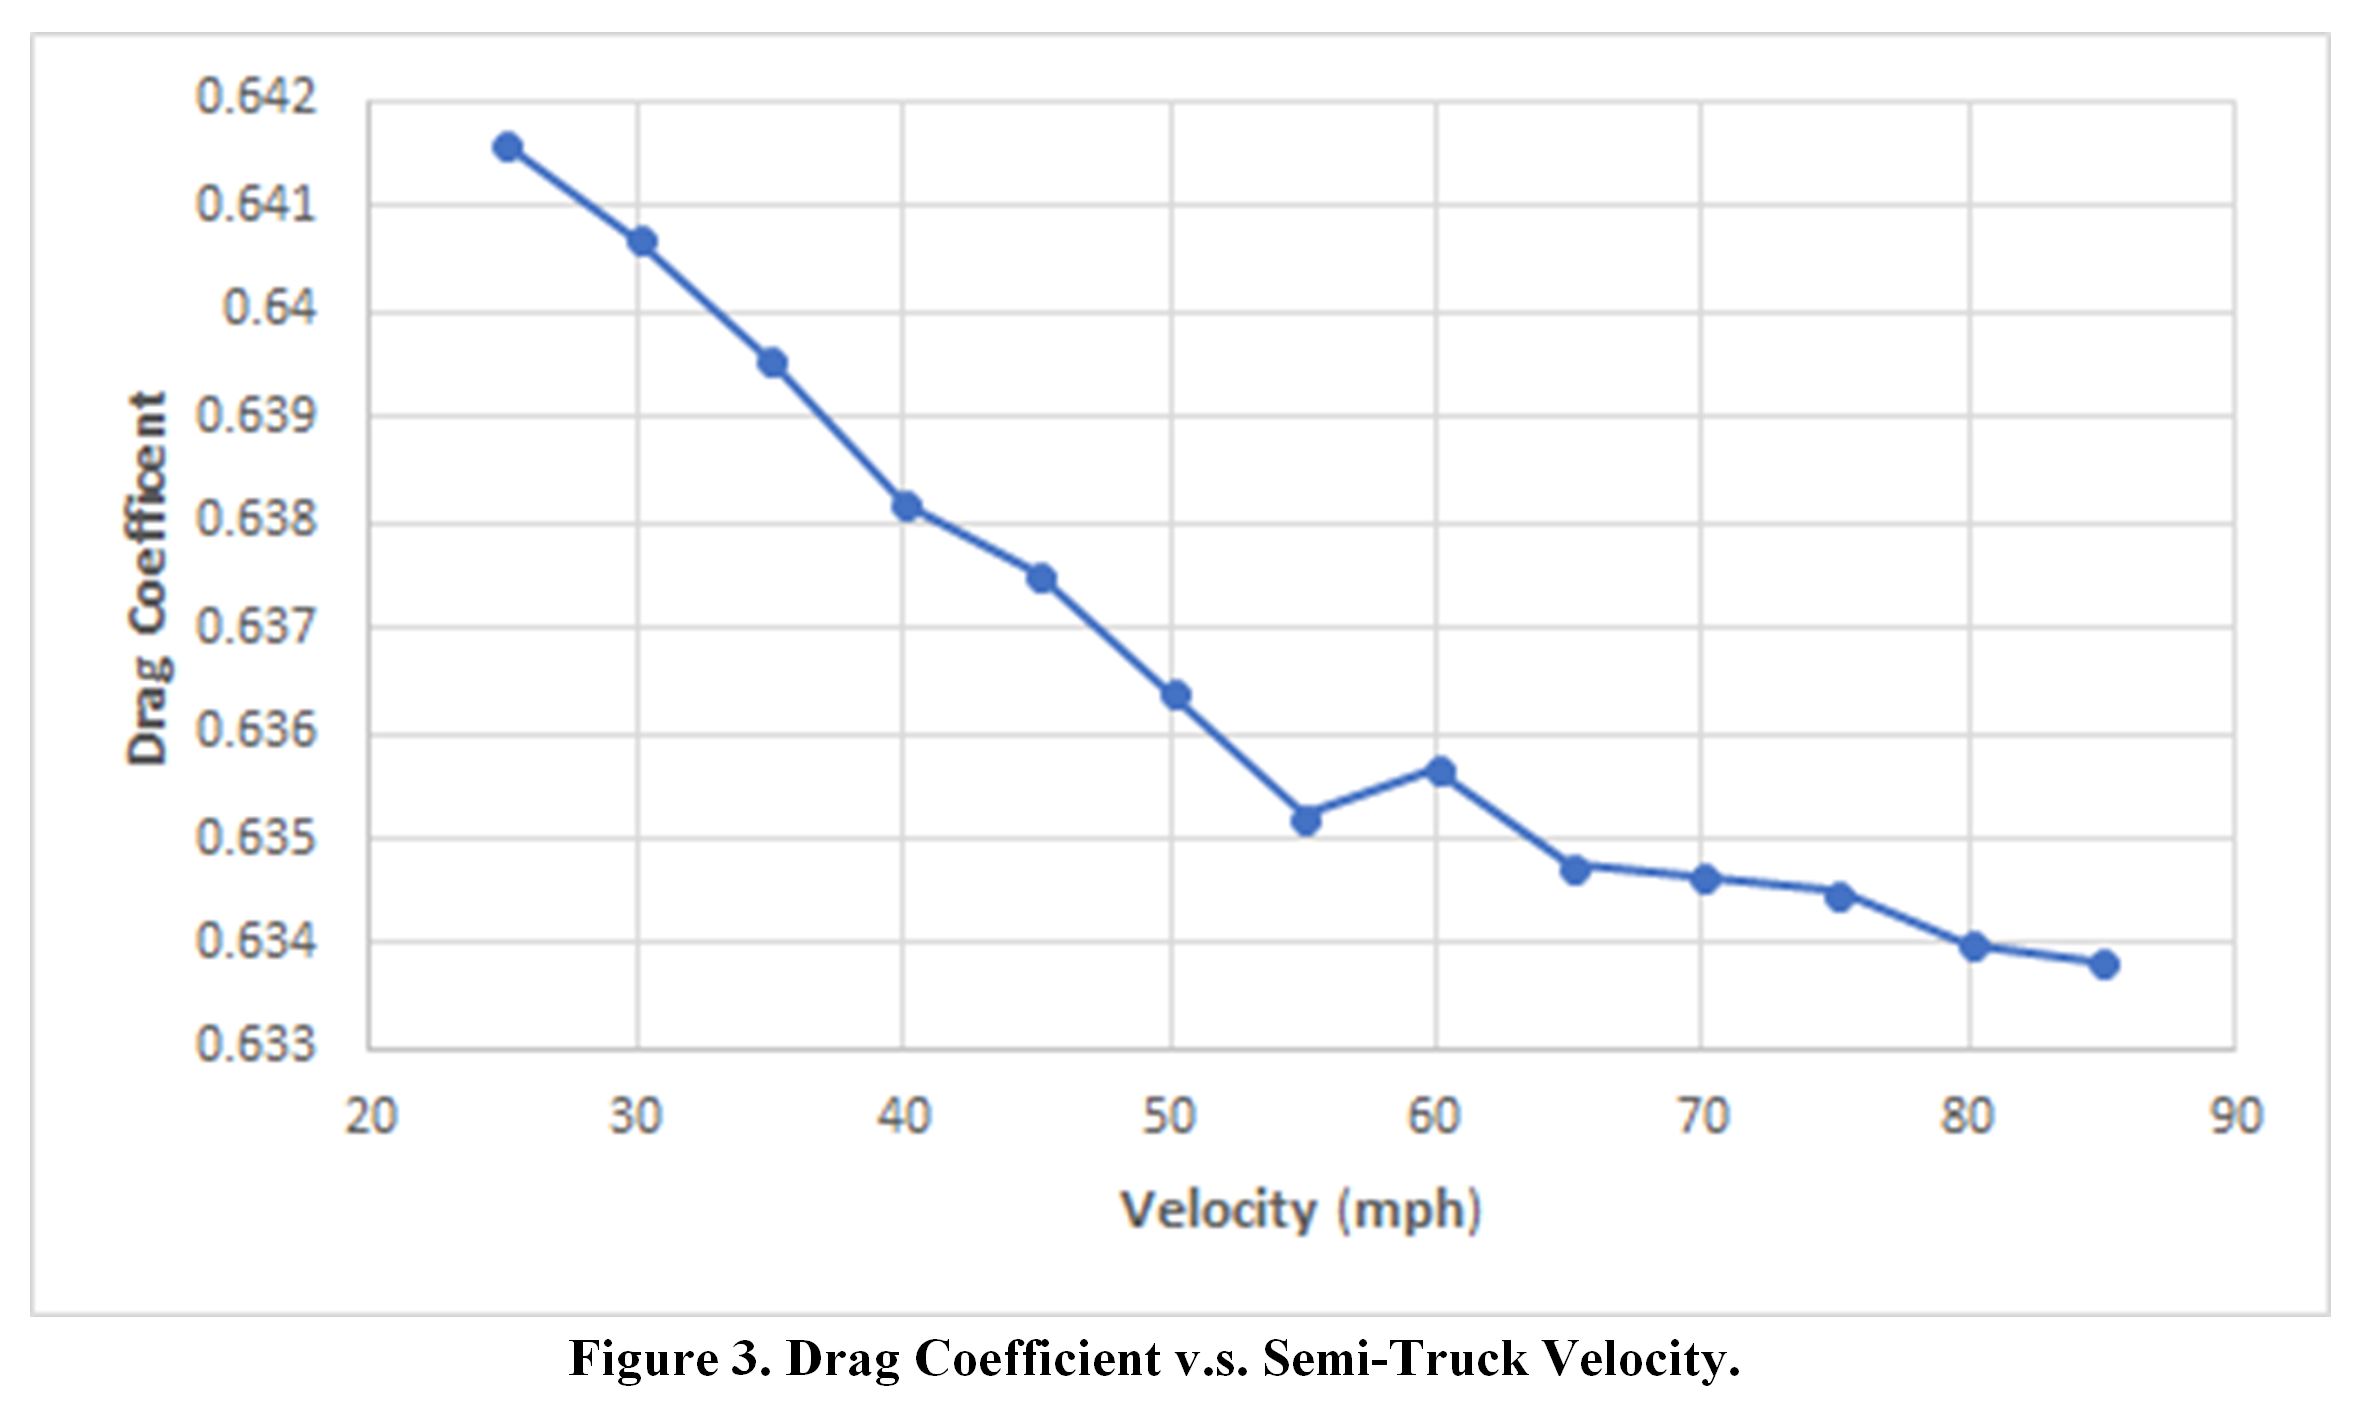 0.642
0.641
0.64
0.639
0.638
0.637
0.636
0.635
0.634
0.633
Drag Coefficent
20 30 40 50 60 70 80 90
Velocity (mph)
Figure 3. Drag Coefficient v.s. Semi-Truck Velocity.